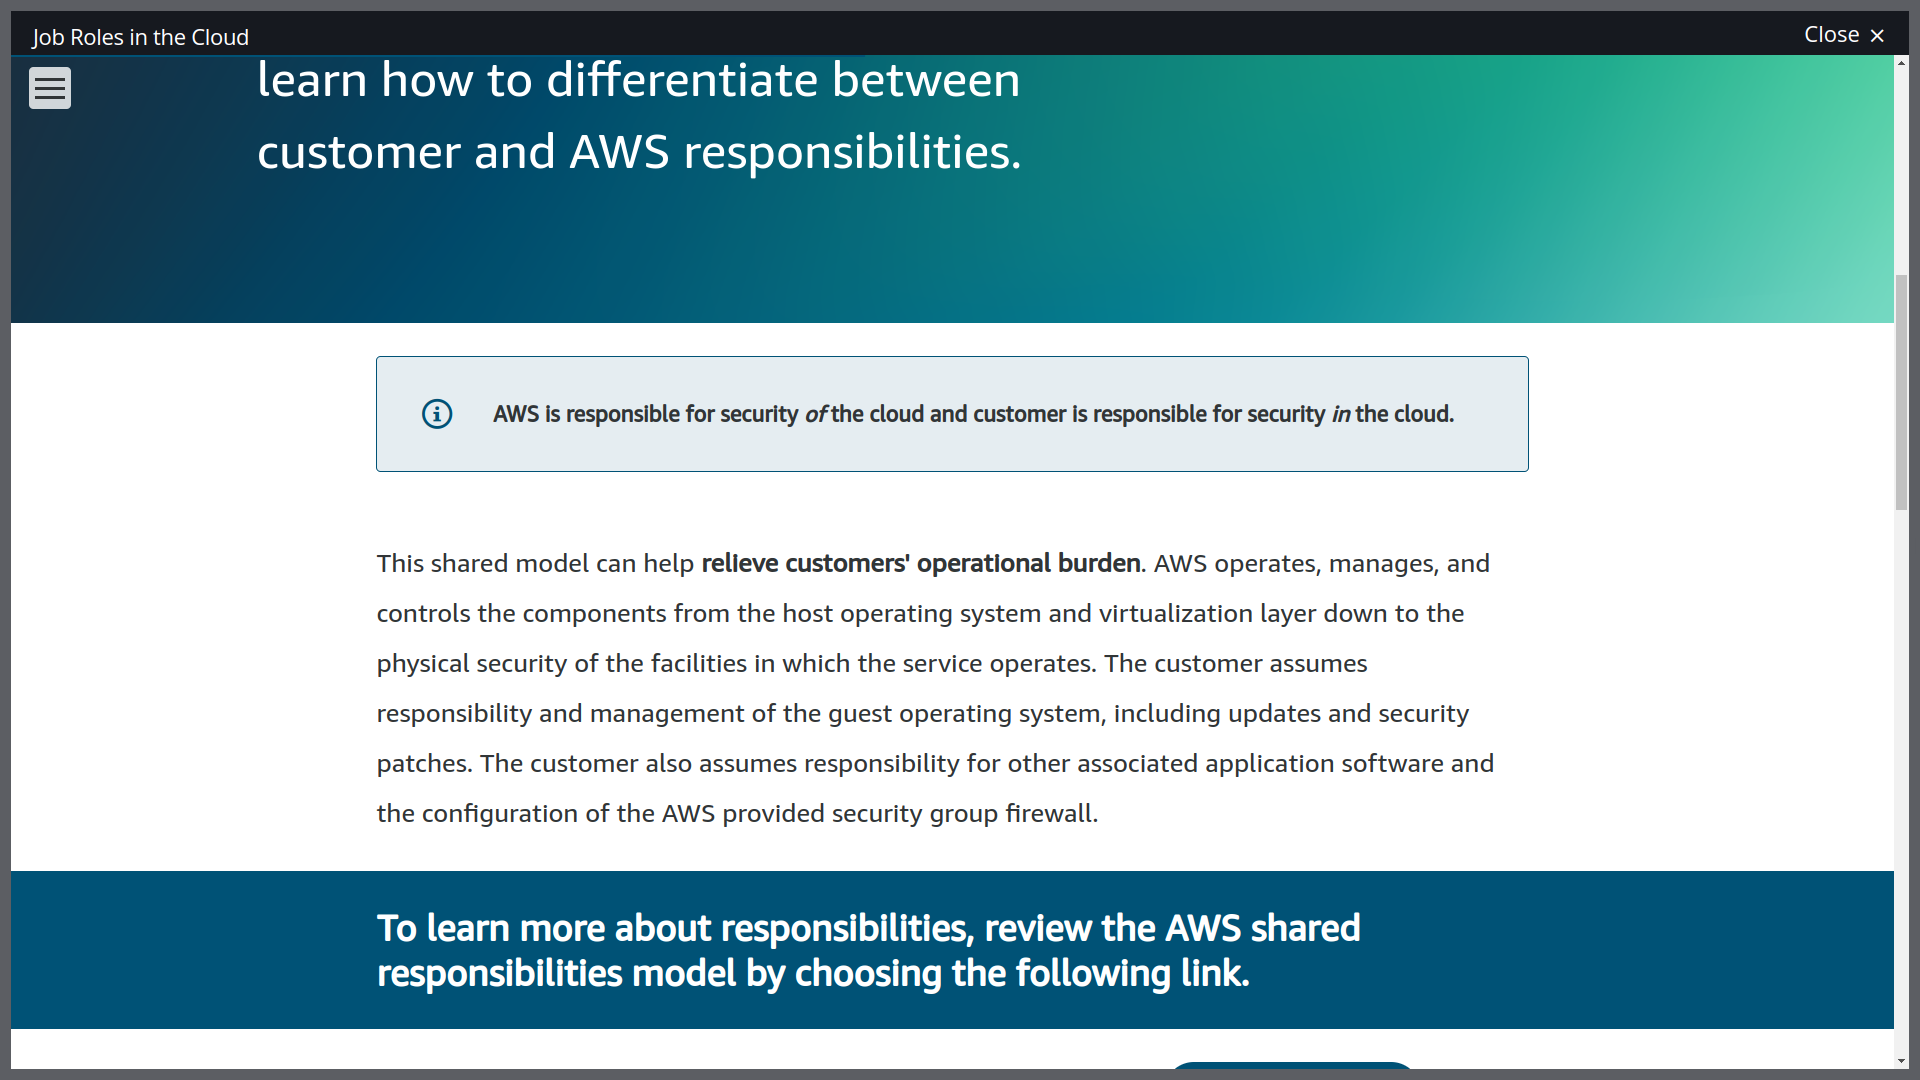 Job Roles in the Cloud
Close ×
learn how to differentiate between
customer and AWS responsibilities.
AWS is responsible for security of the cloud and customer is responsible for security in the cloud.
This shared model can help relieve customers' operational burden. AWS operates, manages, and
controls the components from the host operating system and virtualization layer down to the
physical security of the facilities in which the service operates. The customer assumes
responsibility and management of the guest operating system, including updates and security
patches. The customer also assumes responsibility for other associated application software and
the configuration of the AWS provided security group firewall.
To learn more about responsibilities, review the AWS shared
responsibilities model by choosing the following link.